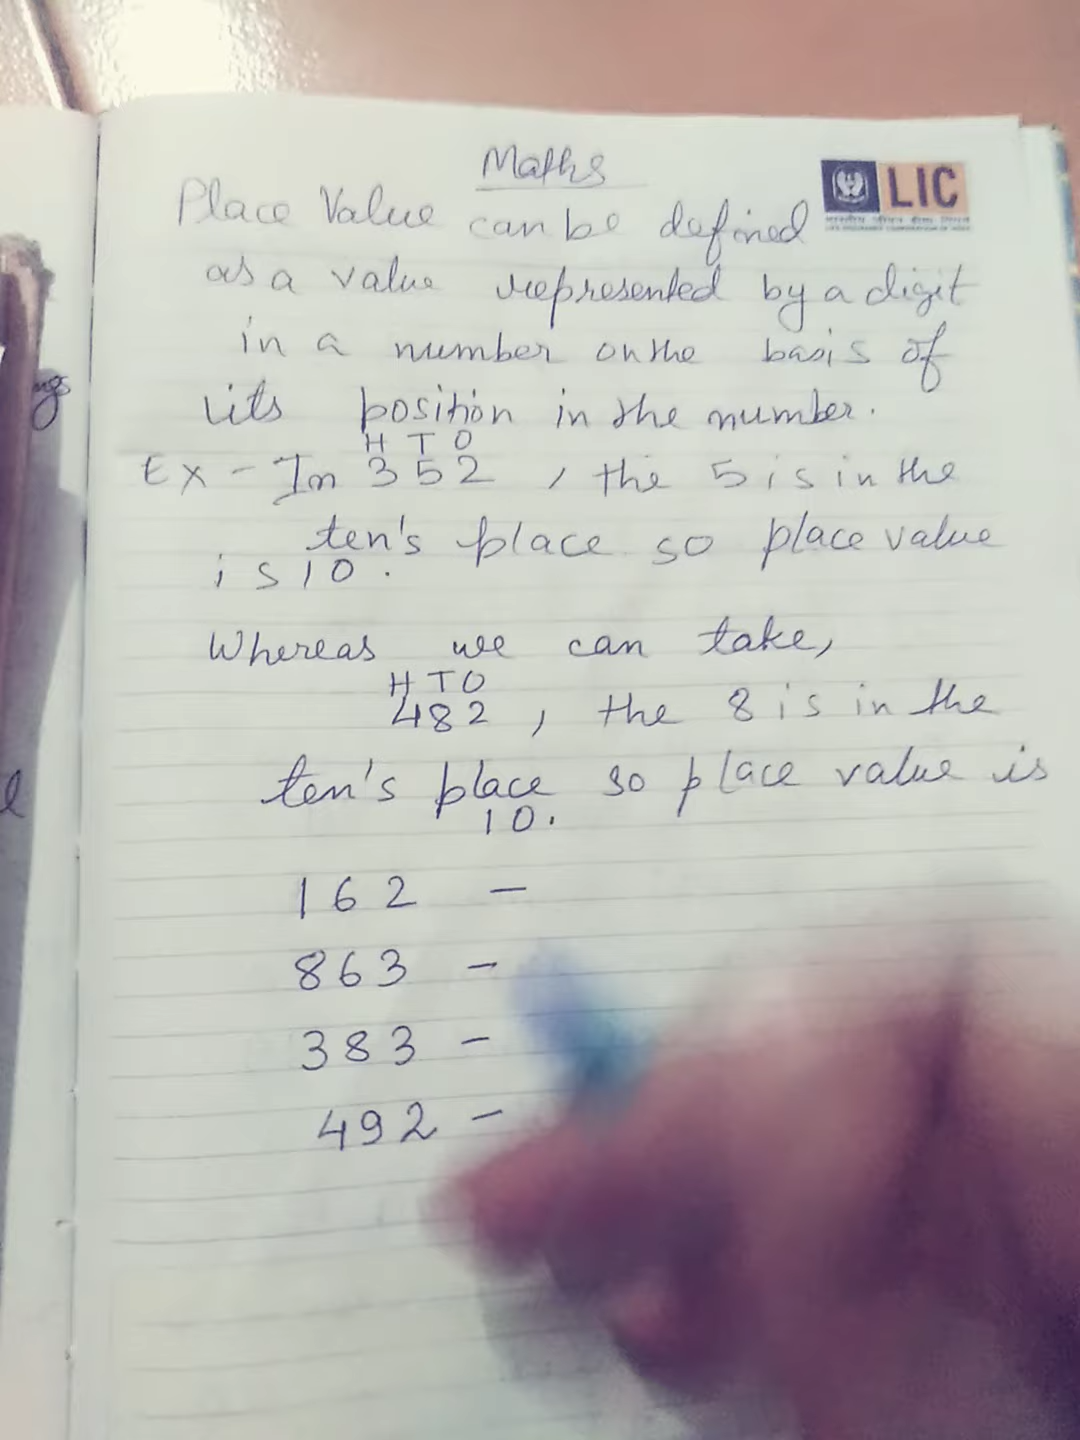 Maths
LIC
Place Value can be defined
as a value represented by a digit
in a number on the basis of
its position in the number.
H T O
Ex - In 352, the 5 is in the
ten's place so place value
is 10.
Whereas we can take,
H T O
482, the 8 is in the
ten's place so place value is
10.
162 -
863 -
383 -
492 -